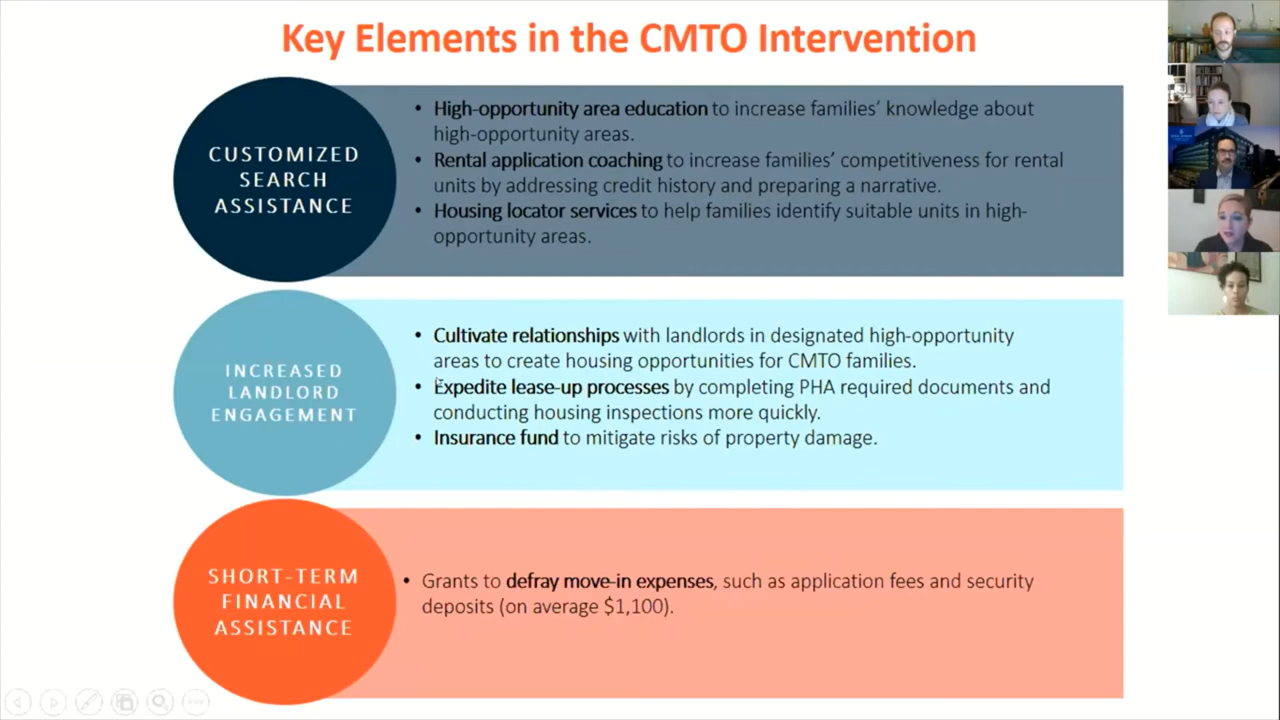 Key Elements in the CMTO Intervention
CUSTOMIZED
SEARCH
ASSISTANCE
• High-opportunity area education to increase families' knowledge about
high-opportunity areas.
• Rental application coaching to increase families' competitiveness for rental
units by addressing credit history and preparing a narrative.
• Housing locator services to help families identify suitable units in high-
opportunity areas.
INCREASED
LANDLORD
ENGAGEMENT
• Cultivate relationships with landlords in designated high-opportunity
areas to create housing opportunities for CMTO families.
• Expedite lease-up processes by completing PHA required documents and
conducting housing inspections more quickly.
• Insurance fund to mitigate risks of property damage.
SHORT-TERM
FINANCIAL
ASSISTANCE
• Grants to defray move-in expenses, such as application fees and security
deposits (on average $1,100).